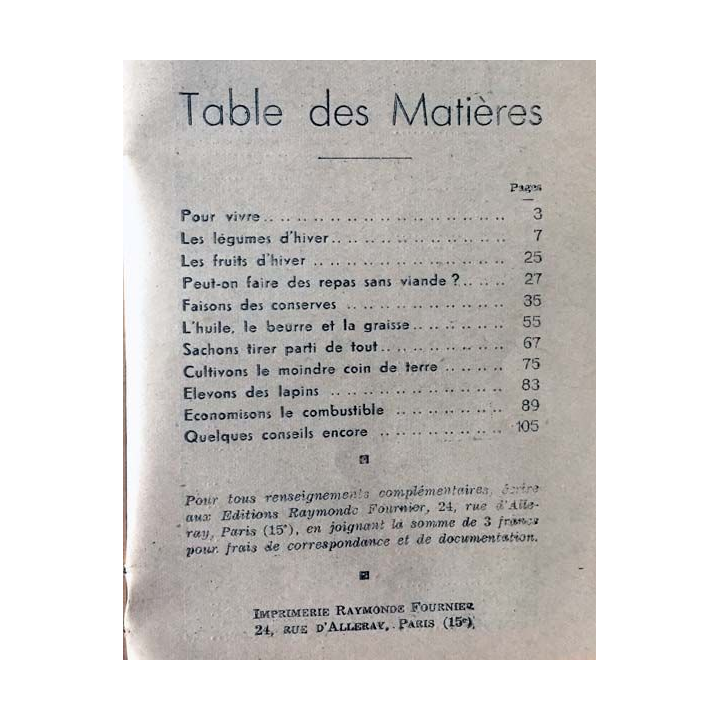 Table des Matières
Pages
Pour vivre.. .. .. .. .. .. .. .. .. .. .. .. .. .. 3
Les légumes d'hiver.. .. .. .. .. .. .. .. .. .. 7
Les fruits d'hiver .. .. .. .. .. .. .. .. .. .. .. 25
Peut-on faire des repas sans viande ?.. .. .. 27
Faisons des conserves .. .. .. .. .. .. .. .. .. 35
L'huile, le beurre et la graisse.. .. .. .. .. .. 55
Sachons tirer parti de tout.. .. .. .. .. .. .. 67
Cultivons le moindre coin de terre .. .. .. .. 75
Elevons des lapins .. .. .. .. .. .. .. .. .. .. 83
Economisons le combustible .. .. .. .. .. .. 89
Quelques conseils encore .. .. .. .. .. .. .. 105
Pour tous renseignements complémentaires, écrire
aux Editions Raymonde Fournier, 24, rue d'Alle-
ray, Paris (15e), en joignant la somme de 3 francs
pour frais de correspondance et de documentation.
IMPRIMERIE RAYMONDE FOURNIER
24, RUE D'ALLERAY, PARIS (15e)